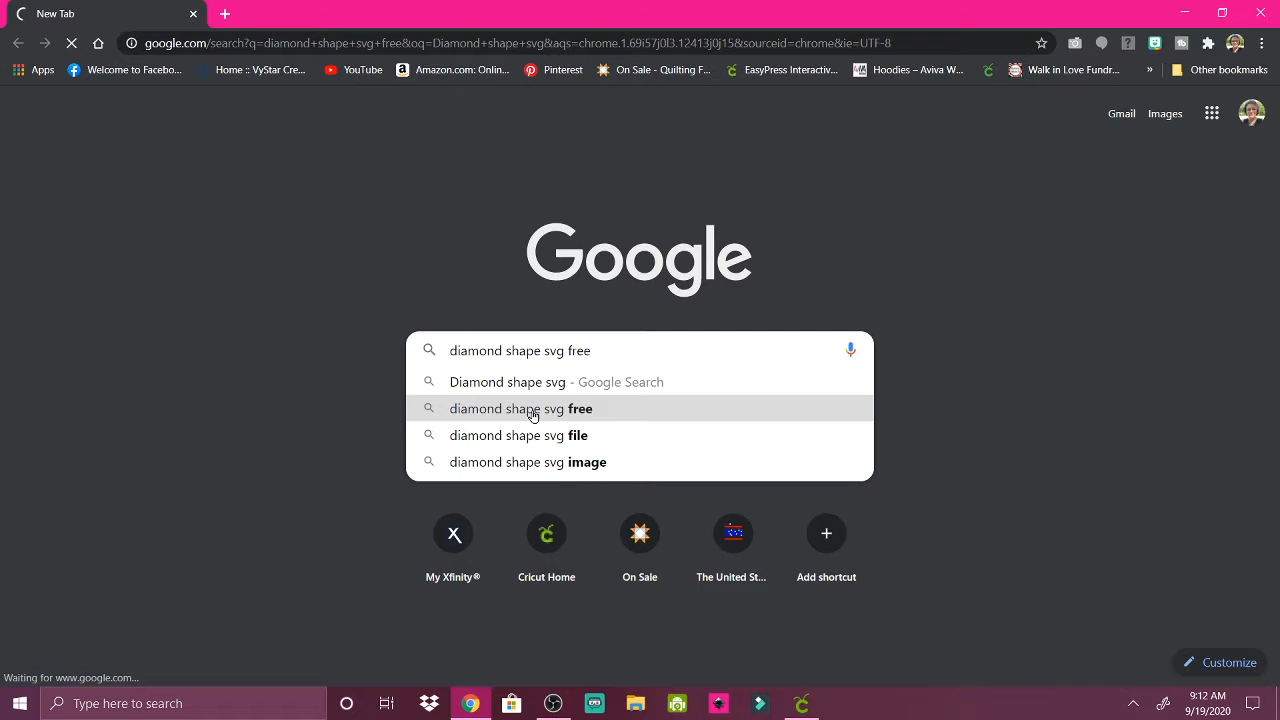 New Tab
google.com/search?q=diamond+shape+svg+free&oq=Diamond+shape+svg&aqs=chrome.1.69i57j0l3.12413j0j15&sourceid=chrome&ie=UTF-8
Apps Welcome to Facebo... Home :: VyStar Cre... YouTube Amazon.com: Onlin... Pinterest On Sale - Quilting F... EasyPress Interactiv... Hoodies – Aviva W... Walk in Love Fundr... » Other bookmarks
Gmail Images
Google
diamond shape svg free
Diamond shape svg - Google Search
diamond shape svg free
diamond shape svg file
diamond shape svg image
My Xfinity® Cricut Home On Sale The United St... Add shortcut
Customize
Waiting for www.google.com...
Type here to search
9:12 AM
9/19/2020